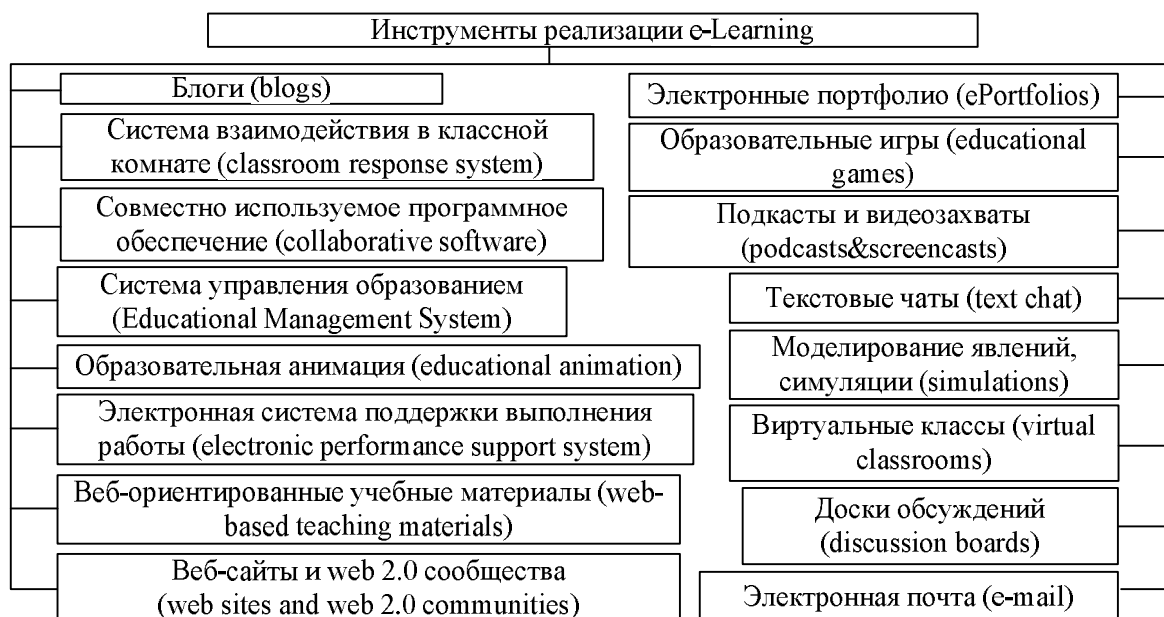 Инструменты реализации e-Learning
Блоги (blogs)
Система взаимодействия в классной
комнате (classroom response system)
Совместно используемое программное
обеспечение (collaborative software)
Система управления образованием
(Educational Management System)
Образовательная анимация (educational animation)
Электронная система поддержки выполнения
работы (electronic performance support system)
Веб-ориентированные учебные материалы (web-
based teaching materials)
Веб-сайты и web 2.0 сообщества
(web sites and web 2.0 communities)
Электронные портфолио (ePortfolios)
Образовательные игры (educational
games)
Подкасты и видеозахваты
(podcasts&screencasts)
Текстовые чаты (text chat)
Моделирование явлений,
симуляции (simulations)
Виртуальные классы (virtual
classrooms)
Доски обсуждений
(discussion boards)
Электронная почта (e-mail)